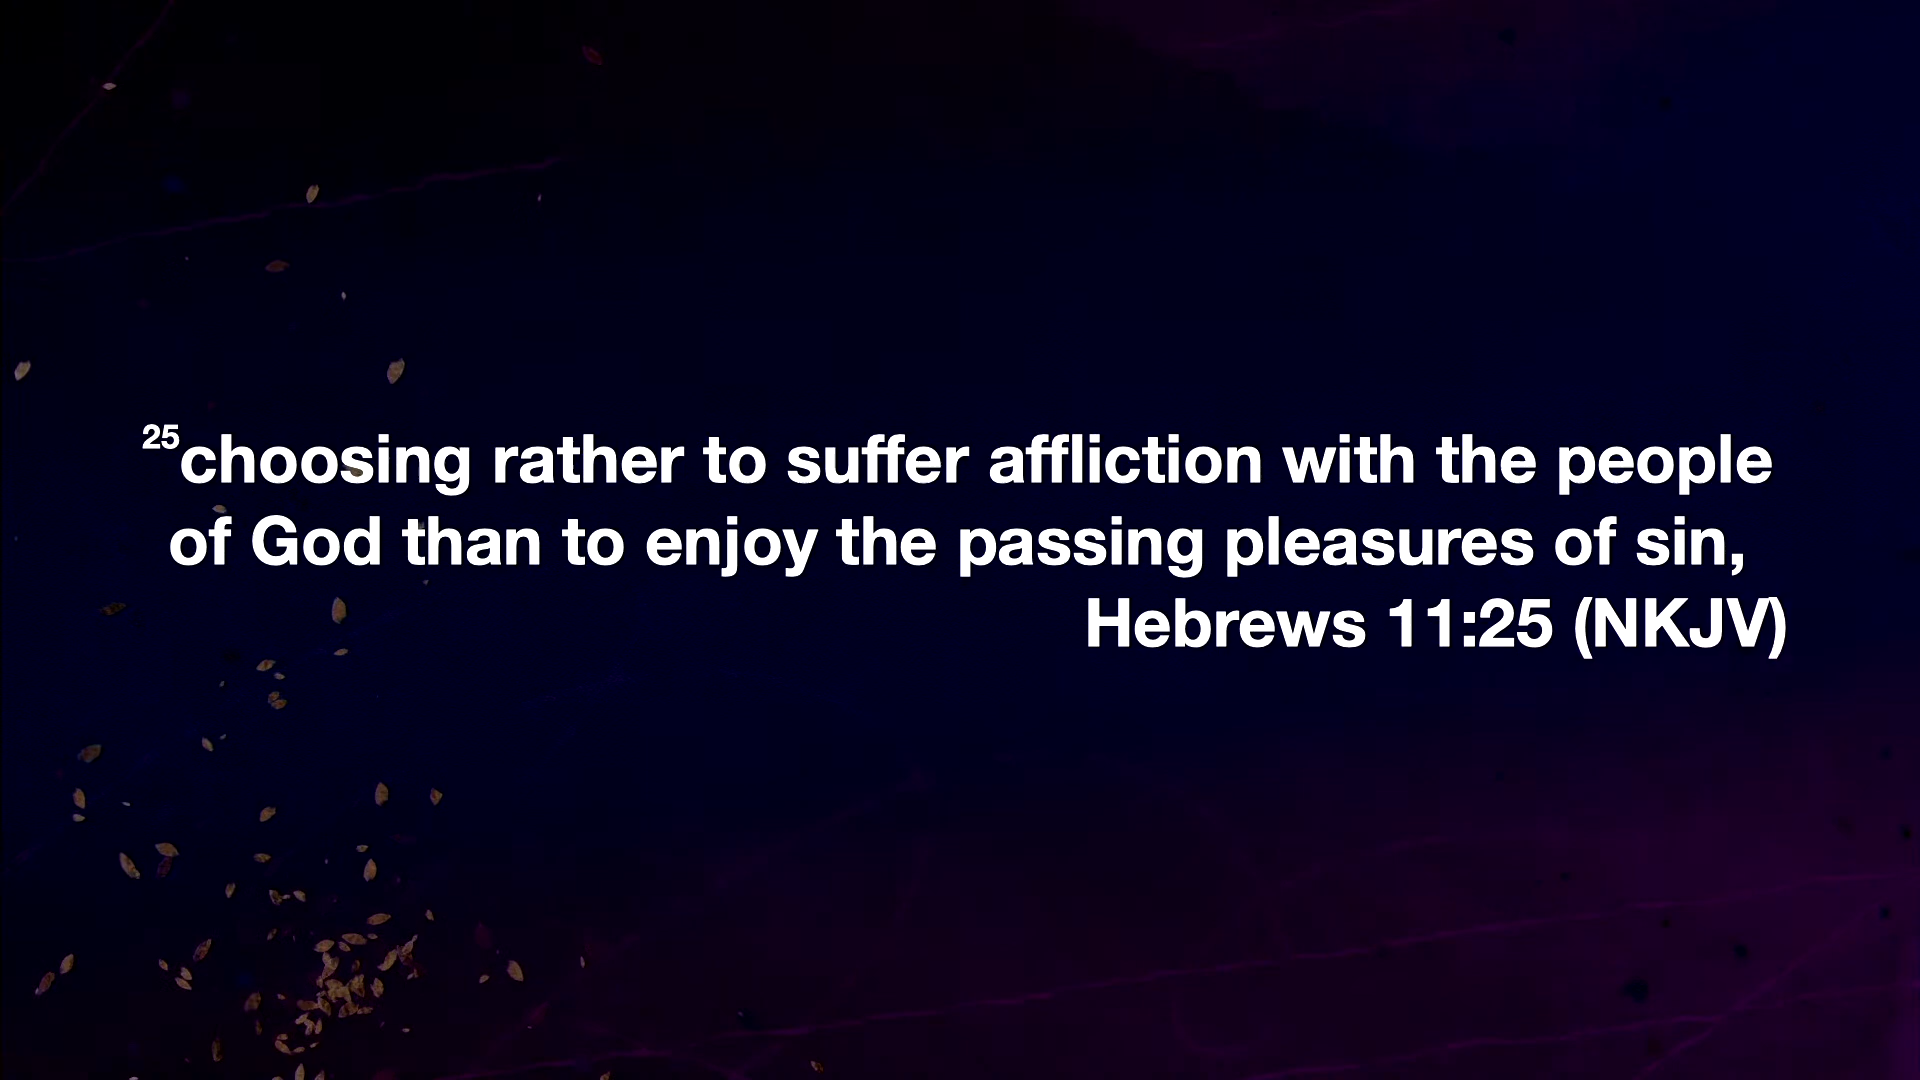 25choosing rather to suffer affliction with the people
of God than to enjoy the passing pleasures of sin,
Hebrews 11:25 (NKJV)